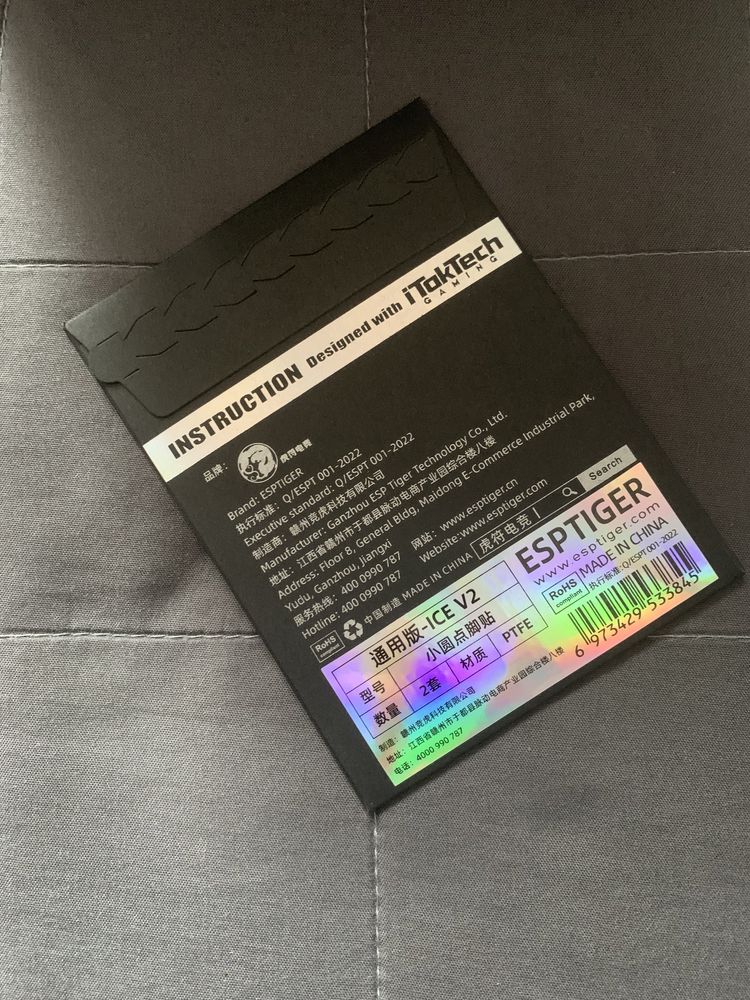 INSTRUCTION Designed with iTokTech
GAMING
品牌： 虎符电竞
Brand: ESPTIGER
执行标准：Q/ESPT 001-2022
Executive standard: Q/ESPT 001-2022
制造商：赣州竞虎科技有限公司
Manufacturer: Ganzhou ESP Tiger Technology Co., Ltd.
地址：江西省赣州市于都县脉动电商产业园综合楼八楼
Address: Floor 8, General Bldg, Maidong E-Commerce Industrial Park,
Yudu, Ganzhou, Jiangxi
服务热线：400 0990 787 网站：www.esptiger.cn
Hotline: 400 0990 787 Website:www.esptiger.com
RoHS
compliant
中国制造 MADE IN CHINA
虎符电竞 Search
通用版-ICE V2
型号 小圆点脚贴
数量 2套 材质 PTFE
制造：赣州竞虎科技有限公司
地址：江西省赣州市于都县脉动电商产业园综合楼八楼
电话：4000 990 787
ESPTIGER
www.esptiger.com
RoHS
compliant
MADE IN CHINA
执行标准:Q/ESPT 001-2022
6 973429 553845